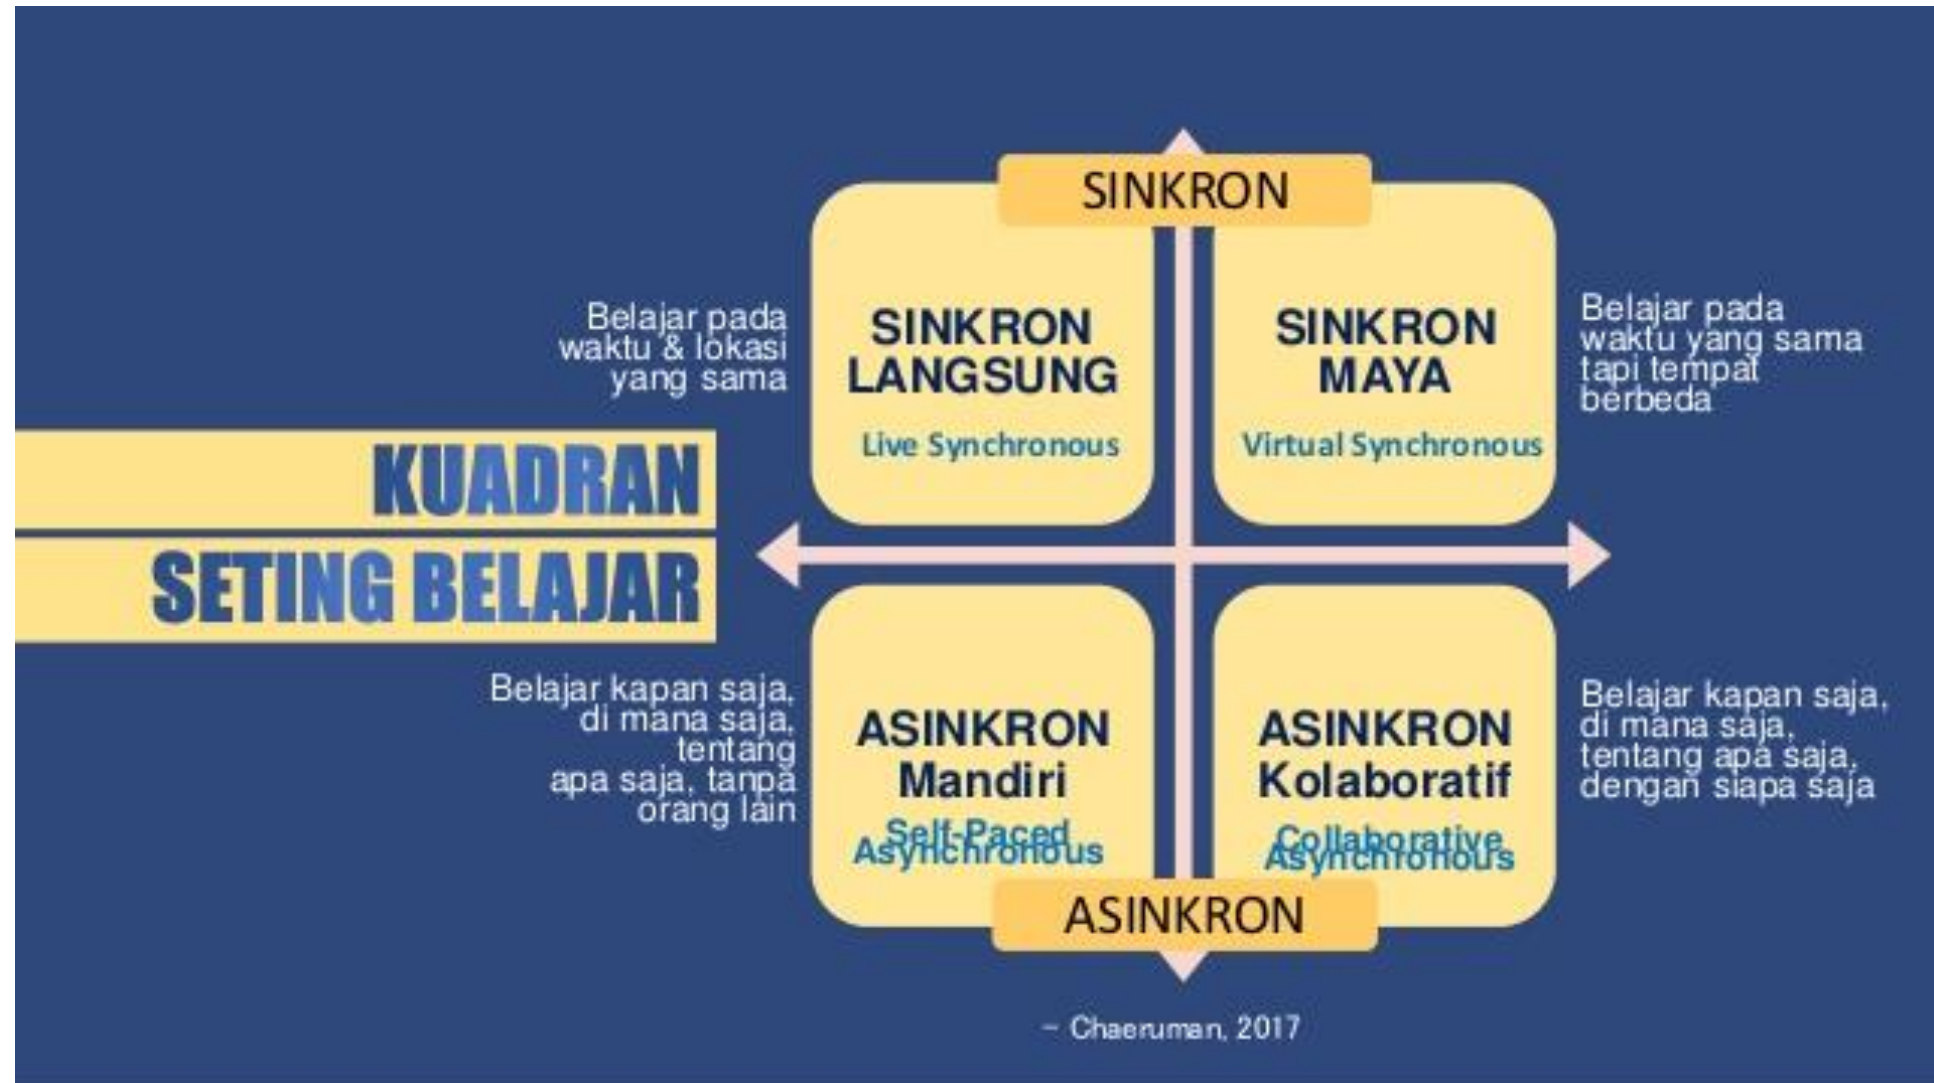 KUADRAN
SETING BELAJAR
SINKRON
Belajar pada
waktu & lokasi
yang sama
SINKRON
LANGSUNG
Live Synchronous
SINKRON
MAYA
Virtual Synchronous
Belajar pada
waktu yang sama
tapi tempat
berbeda
Belajar kapan saja,
di mana saja,
tentang
apa saja, tanpa
orang lain
ASINKRON
Mandiri
Self-Paced
Asynchronous
ASINKRON
Kolaboratif
Collaborative
Asynchronous
Belajar kapan saja,
di mana saja,
tentang apa saja,
dengan siapa saja
ASINKRON
– Chaeruman, 2017